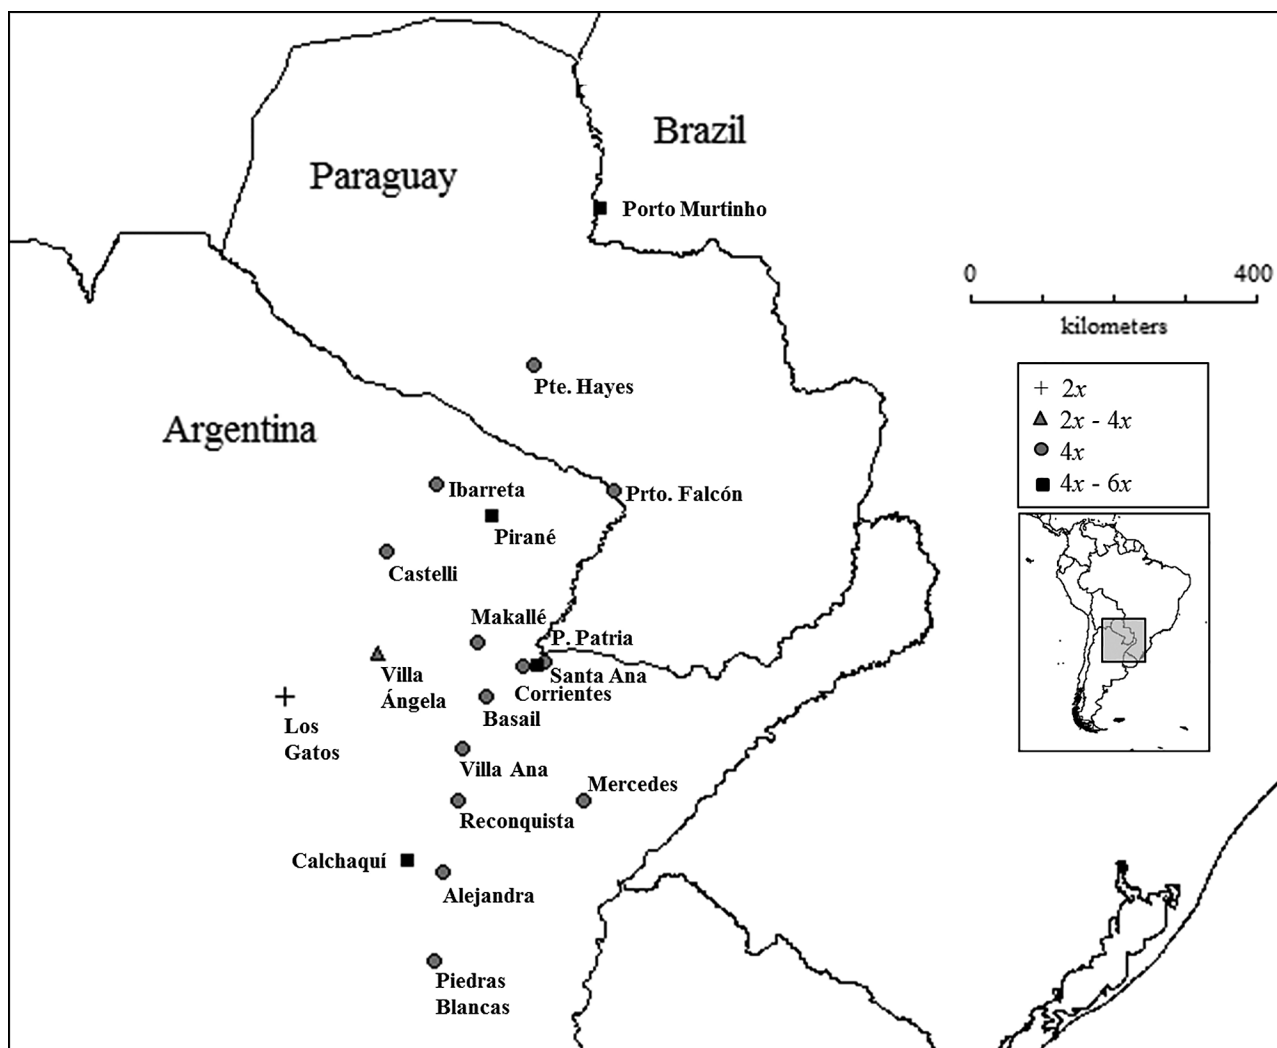 Brazil
Paraguay
Porto Murtinho
0 400
kilometers
Pte. Hayes
+ 2x
2x - 4x
4x
4x - 6x
Argentina
Ibarreta
Prto. Falcón
Pirané
Castelli
Makallé
P. Patria
Santa Ana
Corrientes
Villa
Ángela
Basail
Los
Gatos
Villa Ana
Mercedes
Reconquista
Calchaquí
Alejandra
Piedras
Blancas